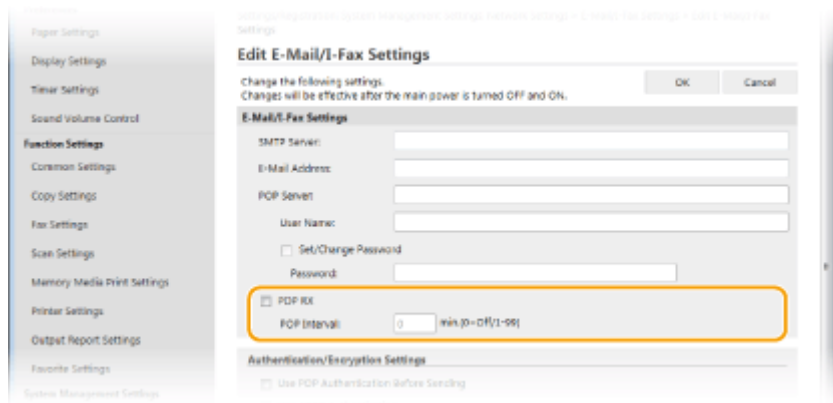 Paper Settings
Display Settings
Timer Settings
Sound Volume Control
Function Settings
Common Settings
Copy Settings
Fax Settings
Scan Settings
Memory Media Print Settings
Printer Settings
Output Report Settings
Favorite Settings
System Management Settings
Settings
Edit E-Mail/I-Fax Settings
Change the following settings.
Changes will be effective after the main power is turned OFF and ON.
OK
Cancel
E-Mail/I-Fax Settings
SMTP Server:
E-Mail Address:
POP Server:
User Name:
Set/Change Password
Password:
POP RX
POP Interval:
0
min.(0=Off/1-99)
Authentication/Encryption Settings
Use POP Authentication Before Sending